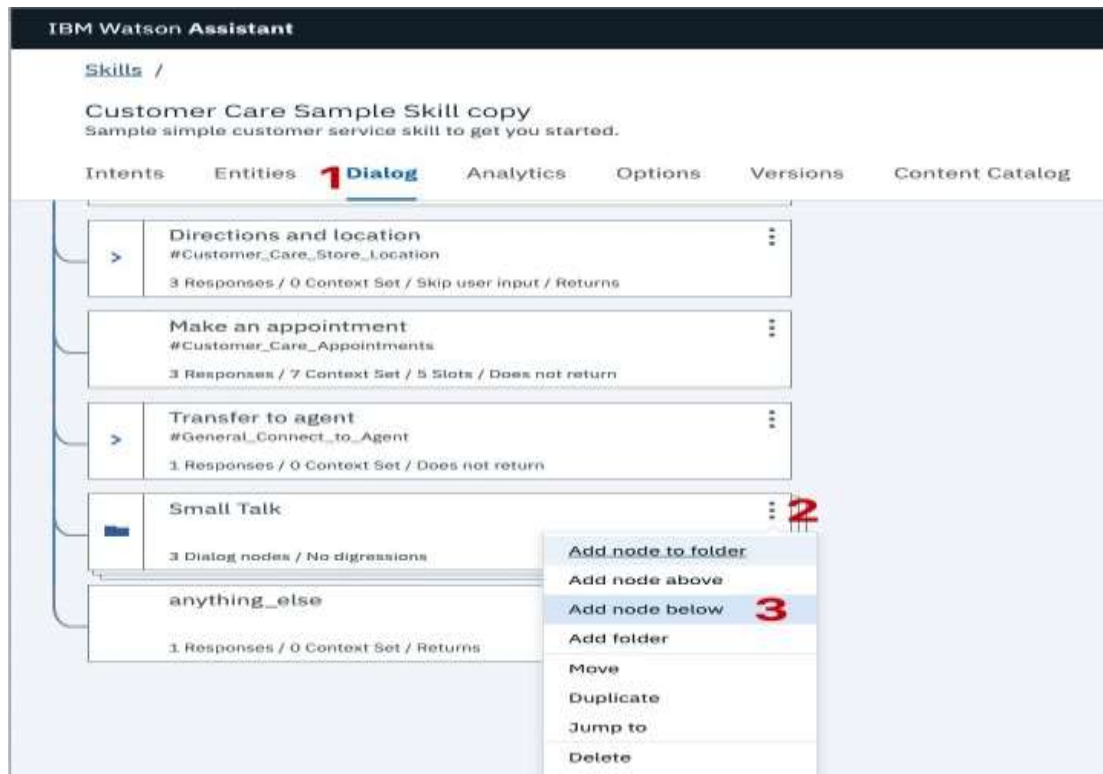 IBM Watson Assistant
Skills /
Customer Care Sample Skill copy
Sample simple customer service skill to get you started.
Intents Entities 1 Dialog Analytics Options Versions Content Catalog
Directions and location
#Customer_Care_Store_Location
3 Responses / 0 Context Set / Skip user input / Returns
Make an appointment
#Customer_Care_Appointments
3 Responses / 7 Context Set / 5 Slots / Does not return
Transfer to agent
#General_Connect_to_Agent
1 Responses / 0 Context Set / Does not return
Small Talk 2
3 Dialog nodes / No digressions
anything_else
1 Responses / 0 Context Set / Returns
Add node to folder
Add node above
Add node below 3
Add folder
Move
Duplicate
Jump to
Delete